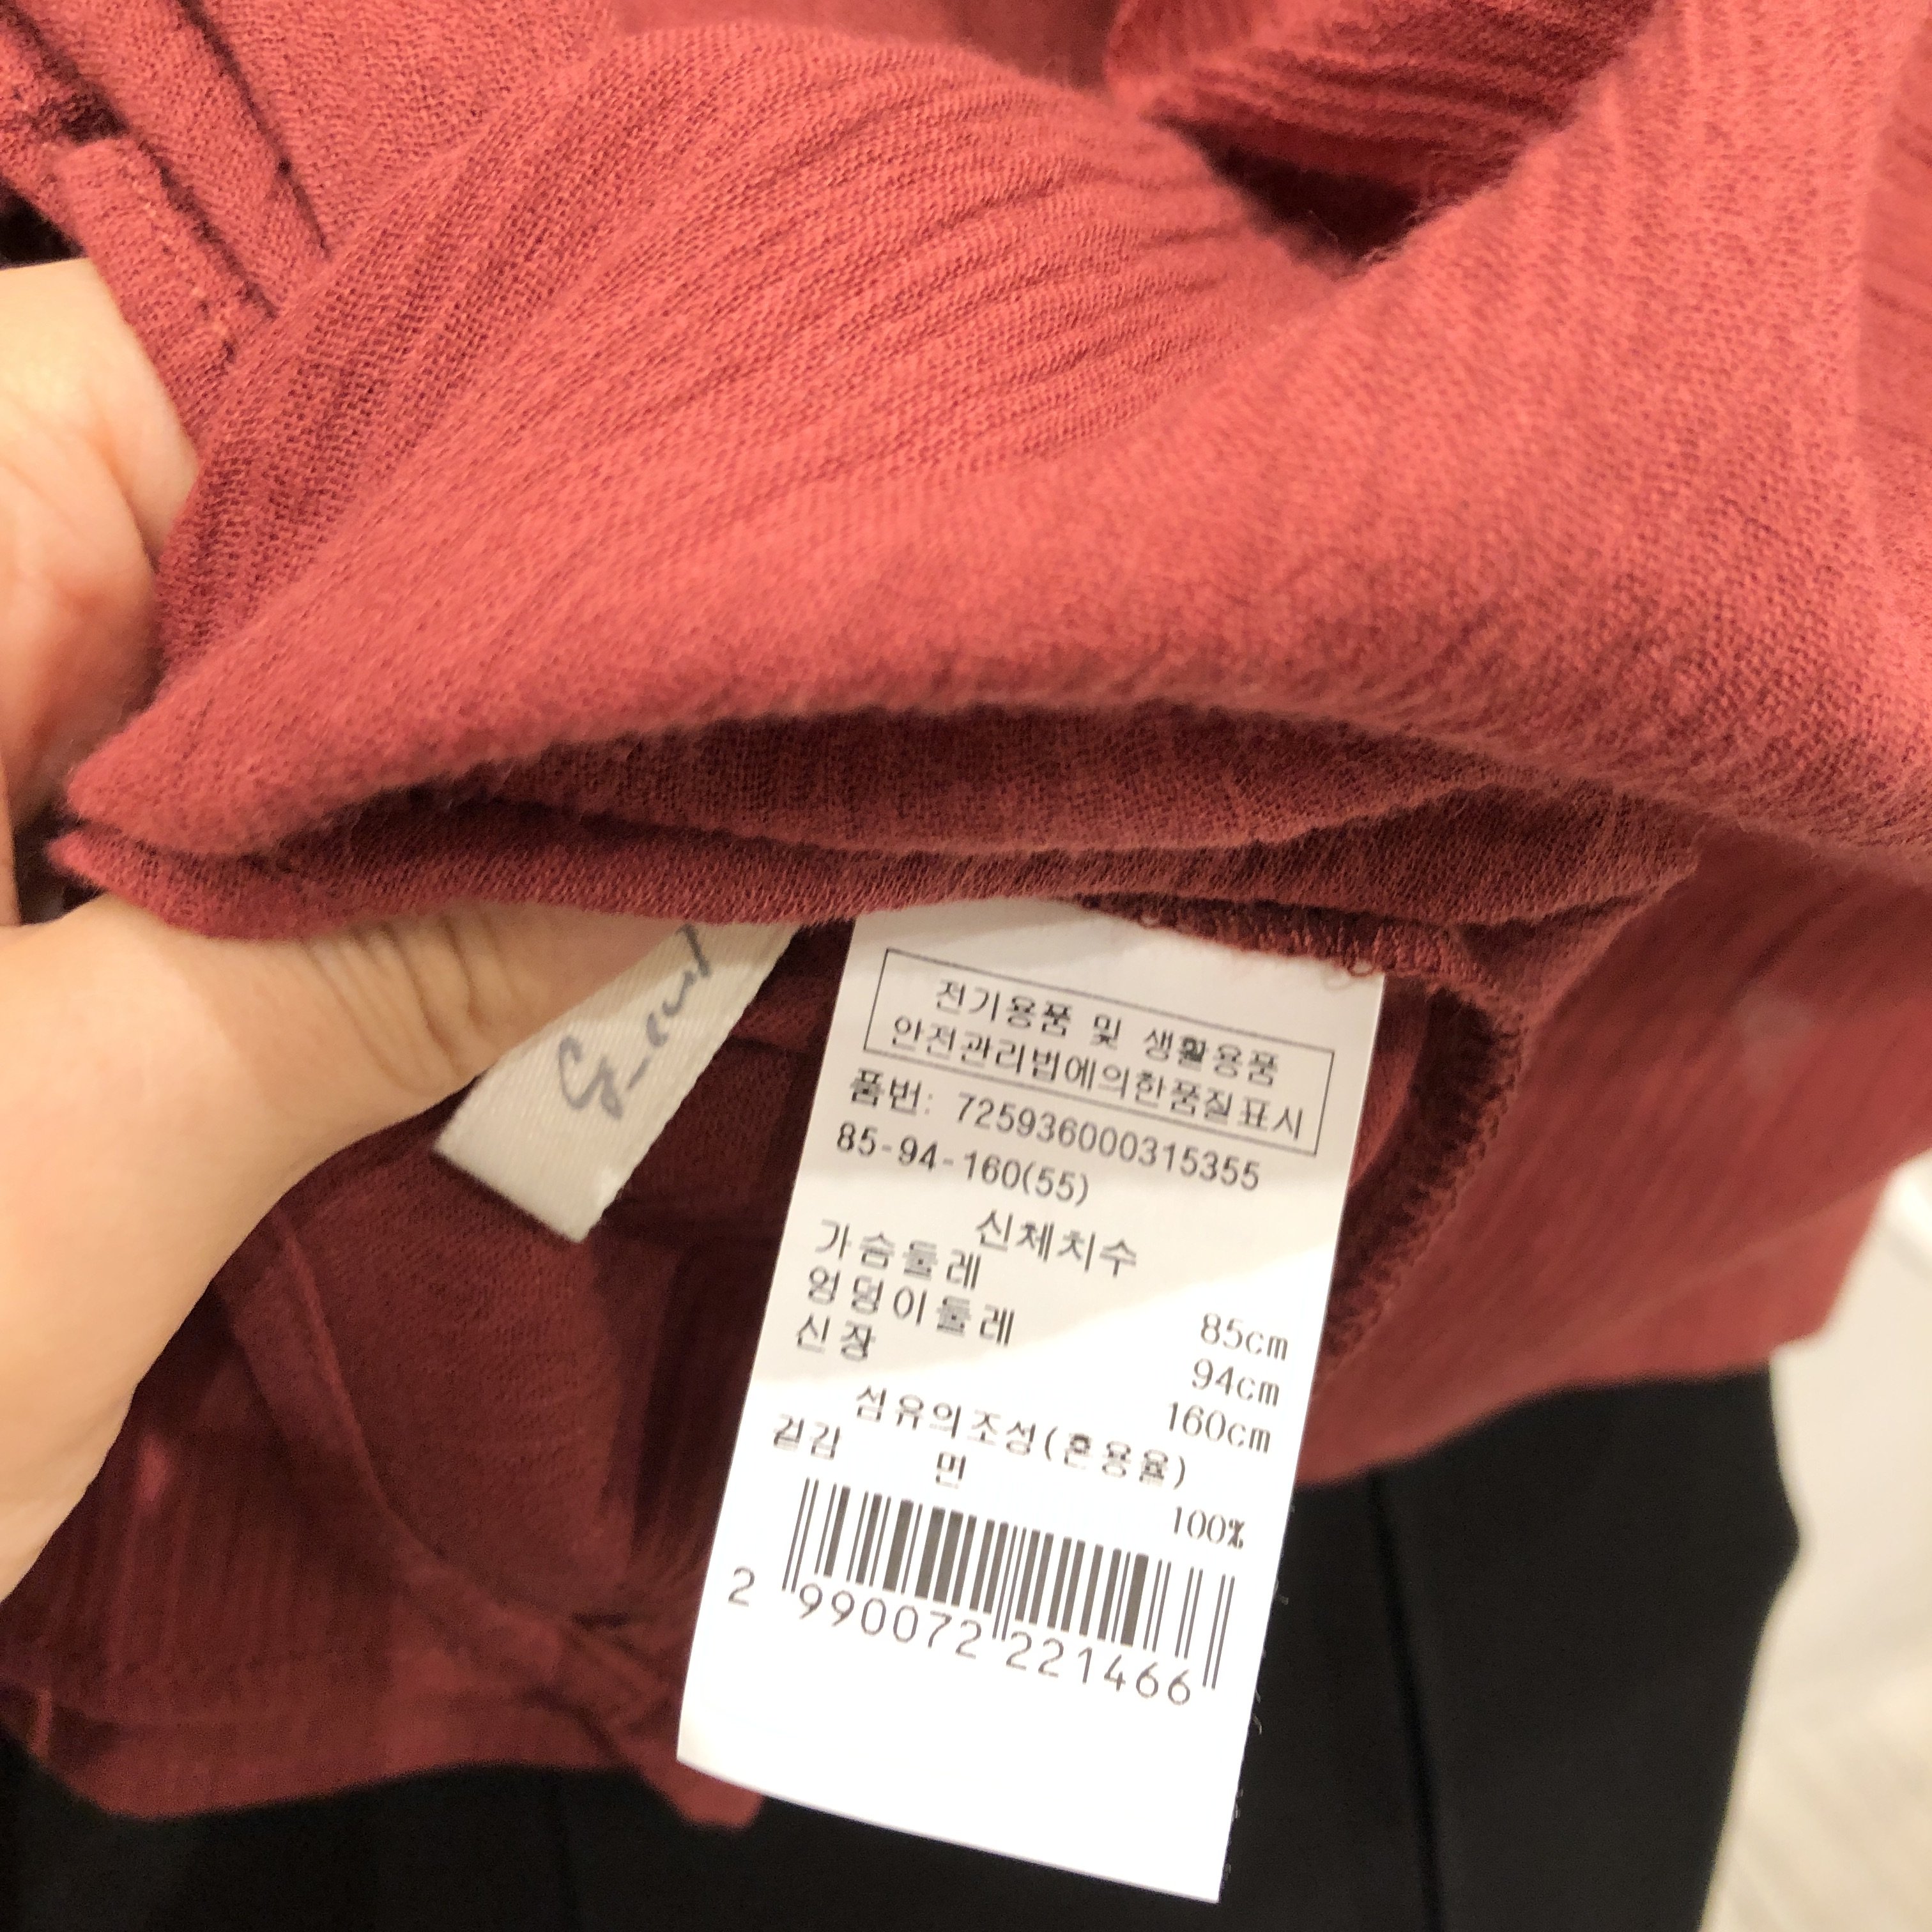 전기용품 및 생활용품
안전관리법에의한품질표시
품번: 725936000315355
85-94-160(55)
신체치수
가슴둘레 85cm
엉덩이둘레 94cm
신장 160cm
섬유의조성(혼용율)
겉감 면 100%
2 990072 221466